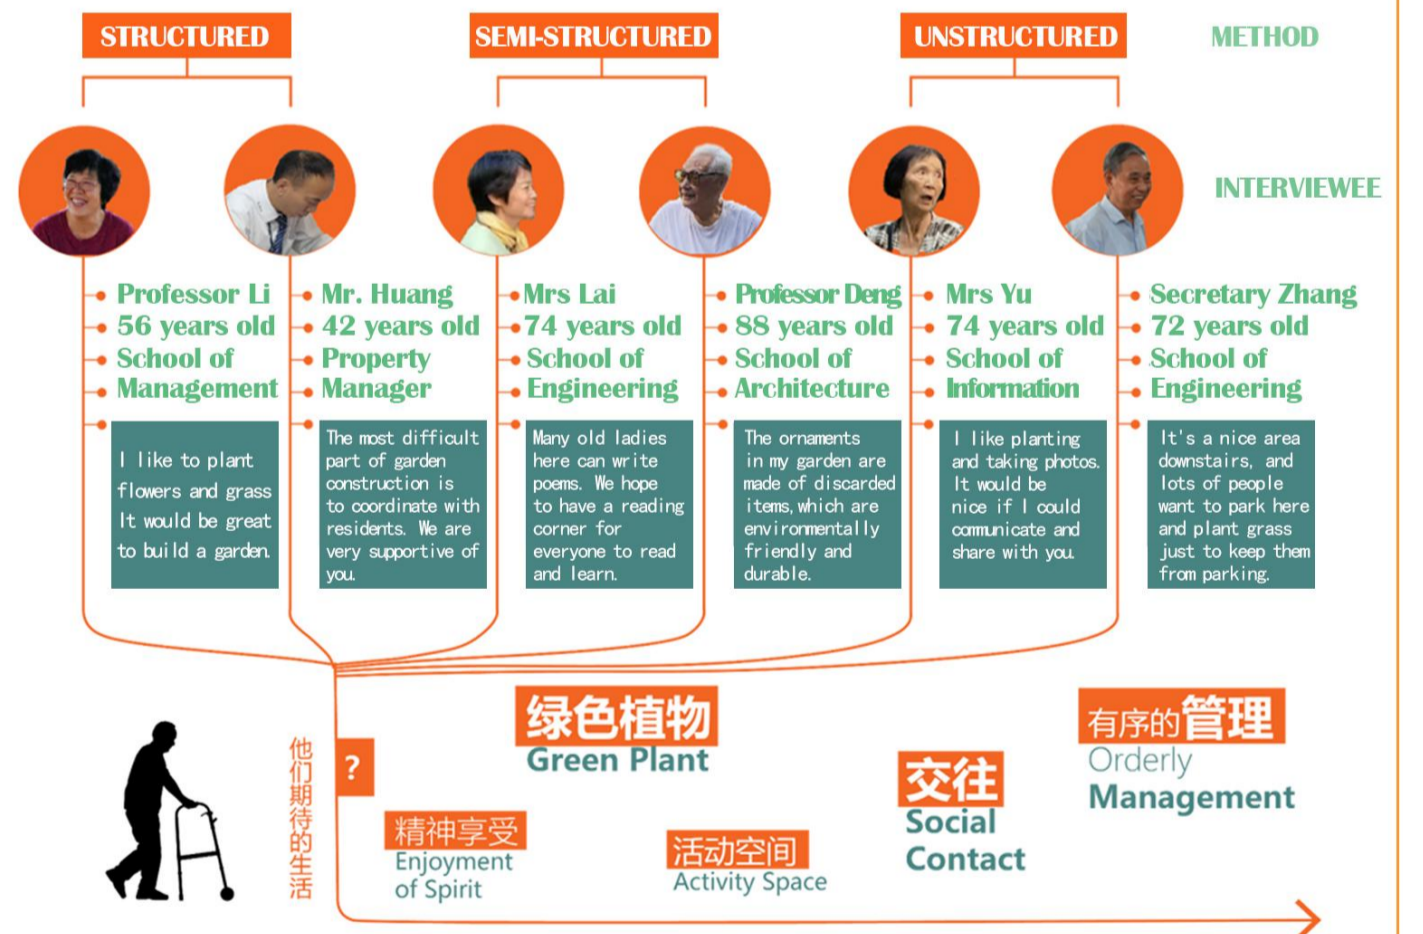 STRUCTURED
SEMI-STRUCTURED
UNSTRUCTURED
METHOD
INTERVIEWEE
Professor Li
56 years old
School of
Management
Mr. Huang
42 years old
Property
Manager
Mrs Lai
74 years old
School of
Engineering
Professor Deng
88 years old
School of
Architecture
Mrs Yu
74 years old
School of
Information
Secretary Zhang
72 years old
School of
Engineering
I like to plant
flowers and grass
It would be great
to build a garden.
The most difficult
part of garden
construction is
to coordinate with
residents. We are
very supportive of
you.
Many old ladies
here can write
poems. We hope
to have a reading
corner for
everyone to read
and learn.
The ornaments
in my garden are
made of discarded
items, which are
environmentally
friendly and
durable.
I like planting
and taking photos.
It would be
nice if I could
communicate and
share with you.
It's a nice area
downstairs, and
lots of people
want to park here
and plant grass
just to keep them
from parking.
他们期待的生活
?
绿色植物
Green Plant
精神享受
Enjoyment
of Spirit
活动空间
Activity Space
交往
Social
Contact
有序的管理
Orderly
Management